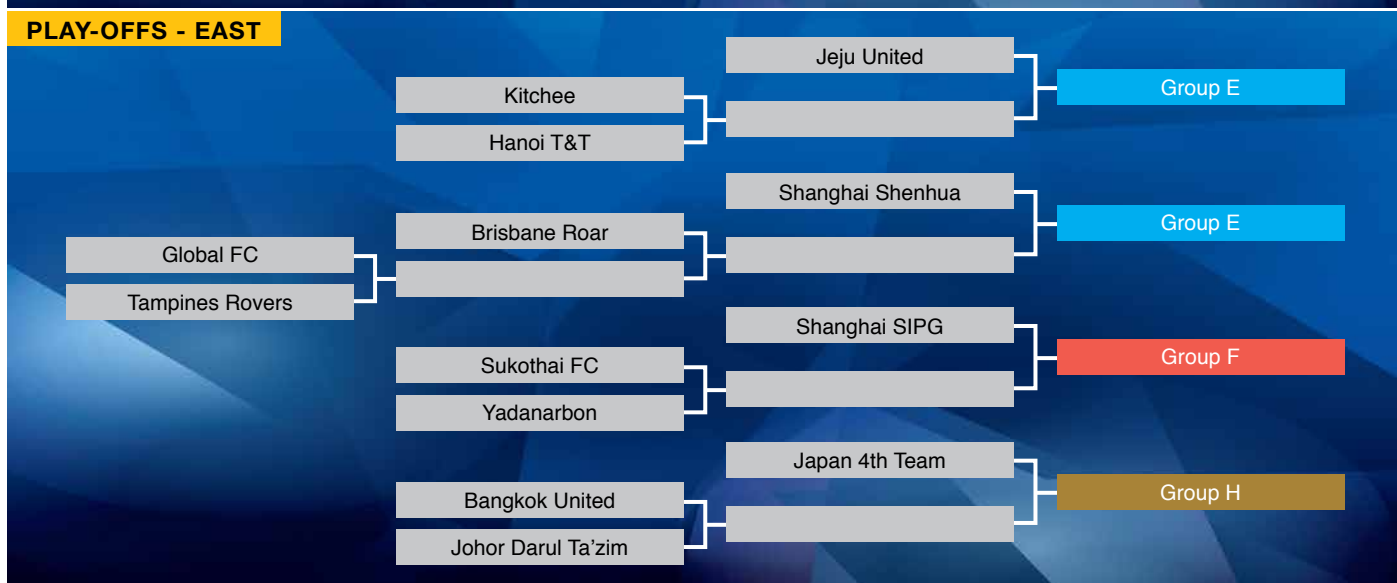 PLAY-OFFS - EAST
Jeju United
Kitchee
Group E
Hanoi T&T
Shanghai Shenhua
Brisbane Roar
Group E
Global FC
Tampines Rovers
Shanghai SIPG
Sukothai FC
Group F
Yadanarbon
Japan 4th Team
Bangkok United
Group H
Johor Darul Ta'zim